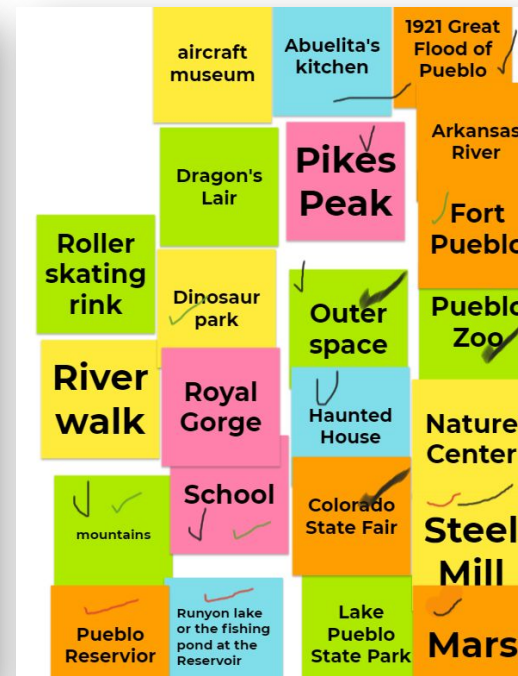 aircraft
museum
Abuelita's
kitchen
1921 Great
Flood of
Pueblo
Dragon's
Lair
Pikes
Peak
Arkansas
River
Roller
skating
rink
Dinosaur
park
Outer
space
Fort
Pueblo
Pueblo
Zoo
River
walk
Royal
Gorge
Haunted
House
Nature
Center
mountains
School
Colorado
State Fair
Steel
Mill
Pueblo
Reservior
Runyon lake
or the fishing
pond at the
Reservoir
Lake
Pueblo
State Park
Mars